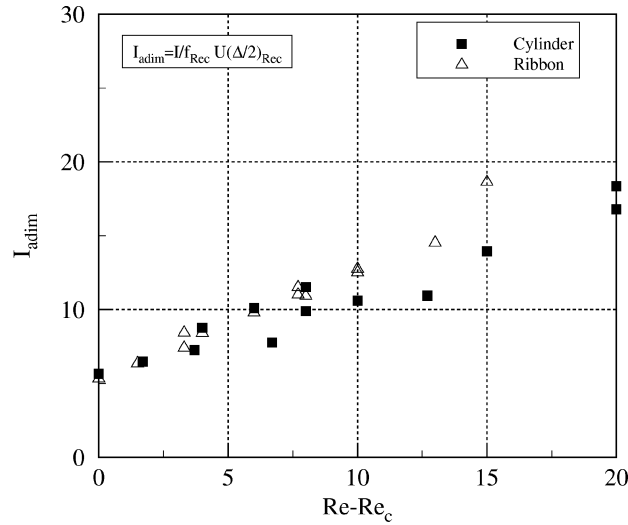 30
I_adim=I/f_Rec U(Δ/2)_Rec
Cylinder
Ribbon
20
I_adim
10
0
0 5 10 15 20
Re-Re_c